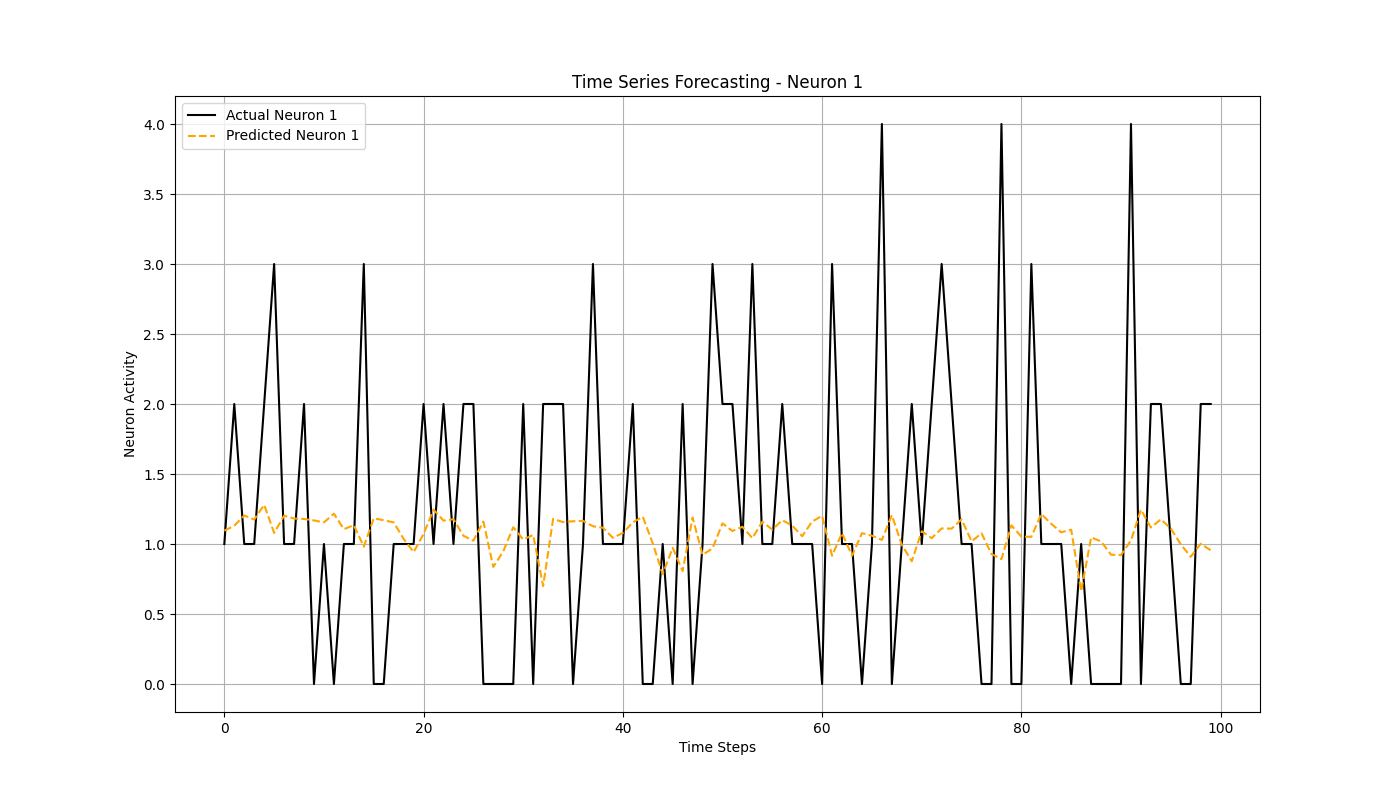 Time Series Forecasting - Neuron 1
Actual Neuron 1
Predicted Neuron 1
Neuron Activity
4.0
3.5
3.0
2.5
2.0
1.5
1.0
0.5
0.0
0 20 40 60 80 100
Time Steps